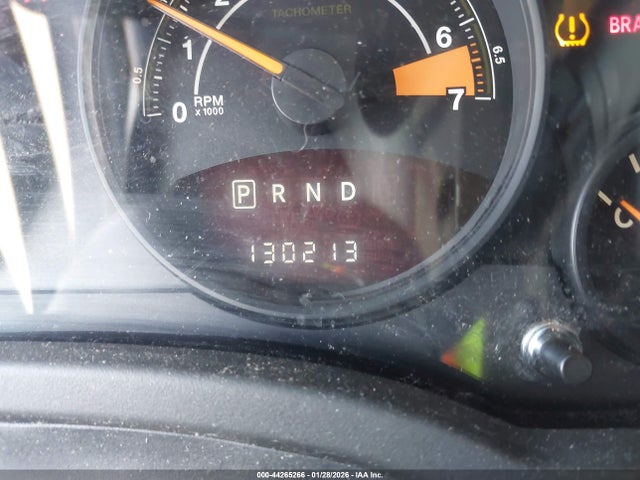 TACHOMETER
0 0.5 1 2 6 6.5 7
RPM
x 1000
BRA
P R N D
130213
C
000-44265266 | 01/28/2026 | IAA Inc.